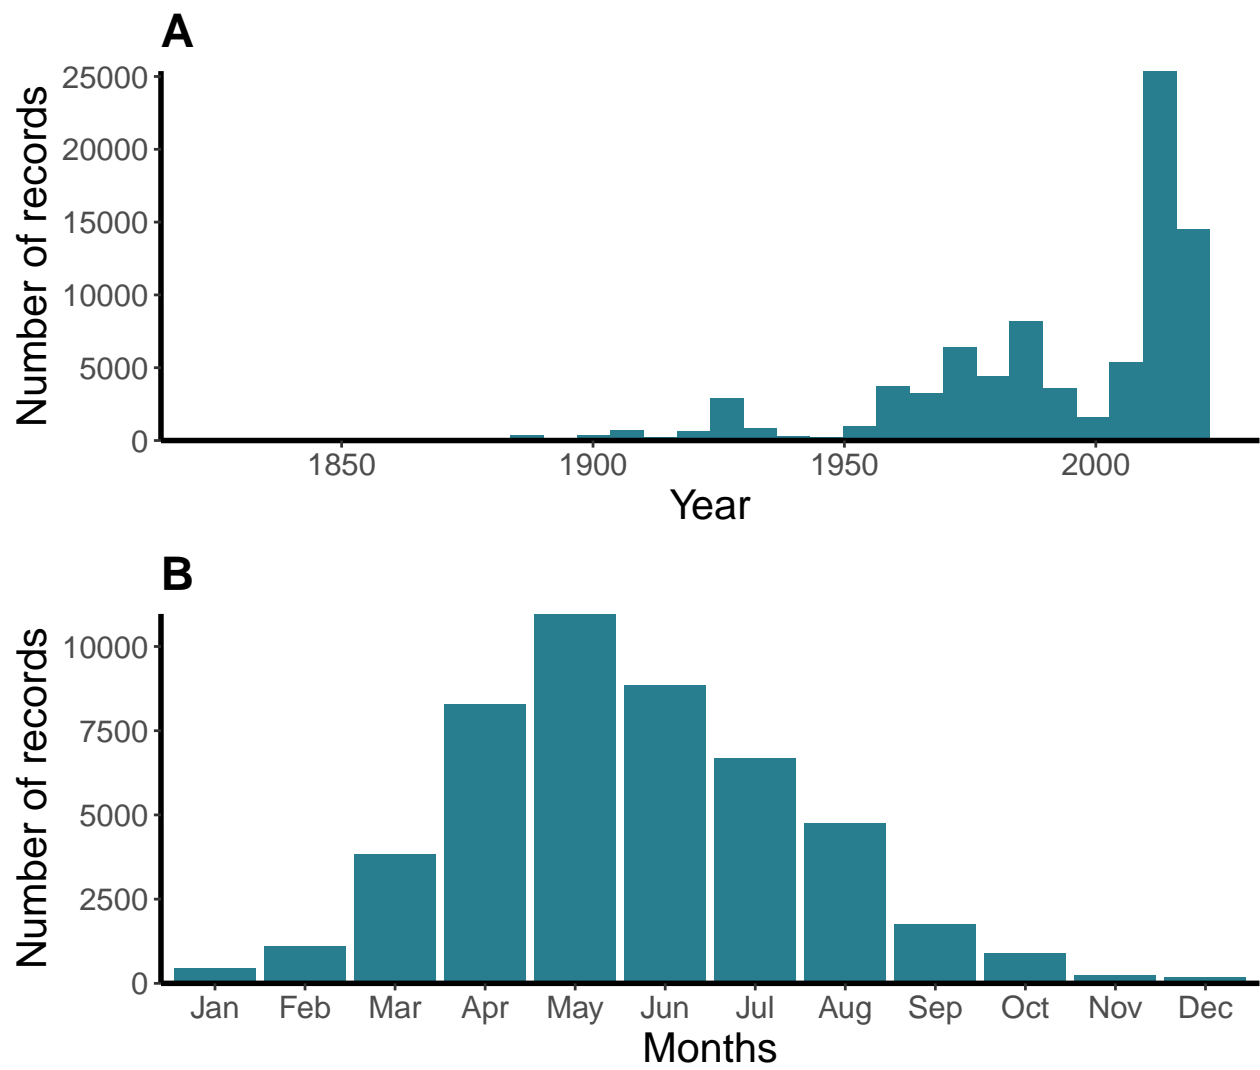 A
Number of records
25000
20000
15000
10000
5000
0
1850 1900 1950 2000
Year
B
Number of records
10000
7500
5000
2500
0
Jan Feb Mar Apr May Jun Jul Aug Sep Oct Nov Dec
Months